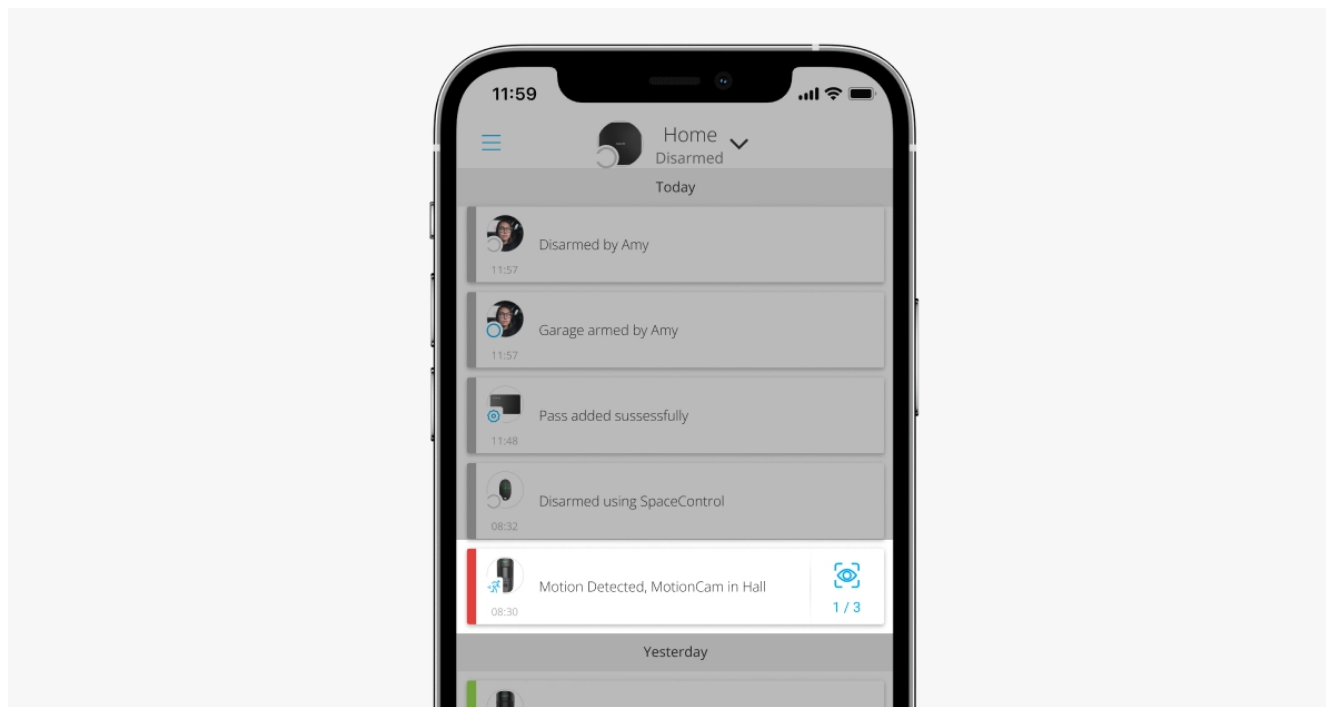 11:59
Home
Disarmed
Today
Disarmed by Amy
11:57
Garage armed by Amy
11:57
Pass added sussessfully
11:48
Disarmed using SpaceControl
08:32
Motion Detected, MotionCam in Hall
08:30
1 / 3
Yesterday